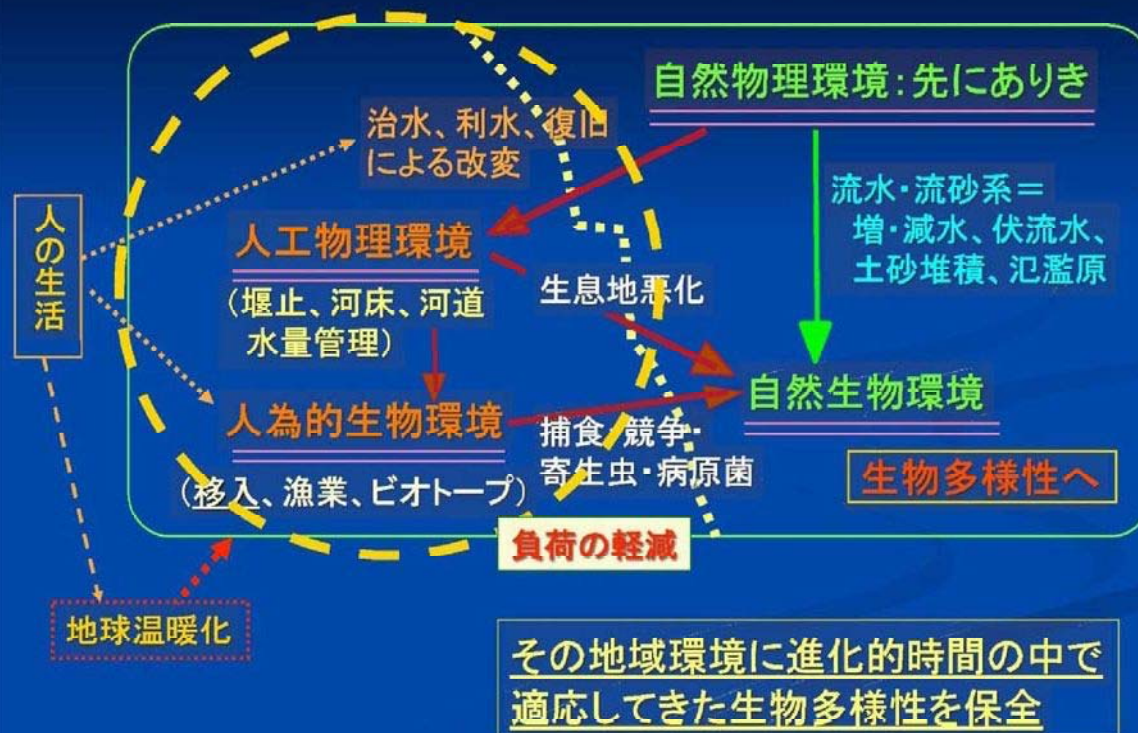 自然物理環境:先にありき
治水、利水、復旧
による改変
流水・流砂系=
増・減水、伏流水、
土砂堆積、氾濫原
人の生活
人工物理環境
(堰止、河床、河道
水量管理)
生息地悪化
自然生物環境
人為的生物環境
(移入、漁業、ビオトープ)
捕食・競争・
寄生虫・病原菌
生物多様性へ
負荷の軽減
地球温暖化
その地域環境に進化的時間の中で
適応してきた生物多様性を保全